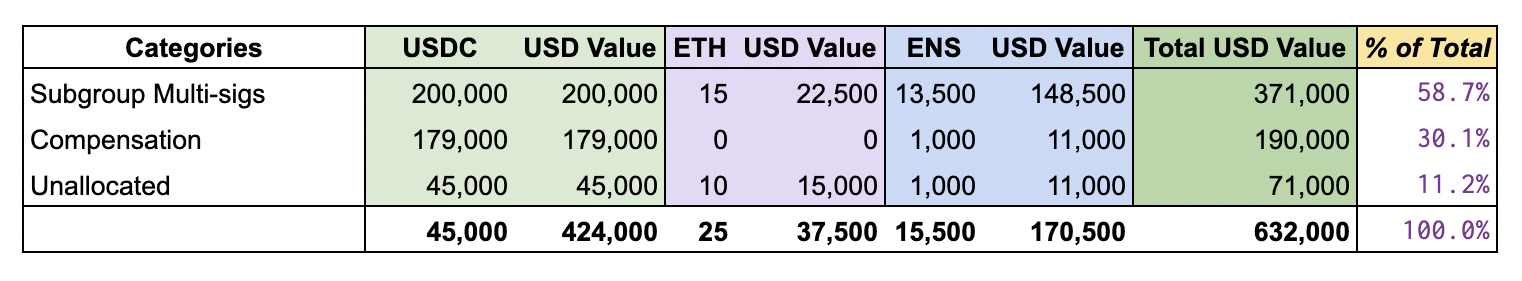 Categories USDC USD Value ETH USD Value ENS USD Value Total USD Value % of Total
Subgroup Multi-sigs 200,000 200,000 15 22,500 13,500 148,500 371,000 58.7%
Compensation 179,000 179,000 0 0 1,000 11,000 190,000 30.1%
Unallocated 45,000 45,000 10 15,000 1,000 11,000 71,000 11.2%
45,000 424,000 25 37,500 15,500 170,500 632,000 100.0%